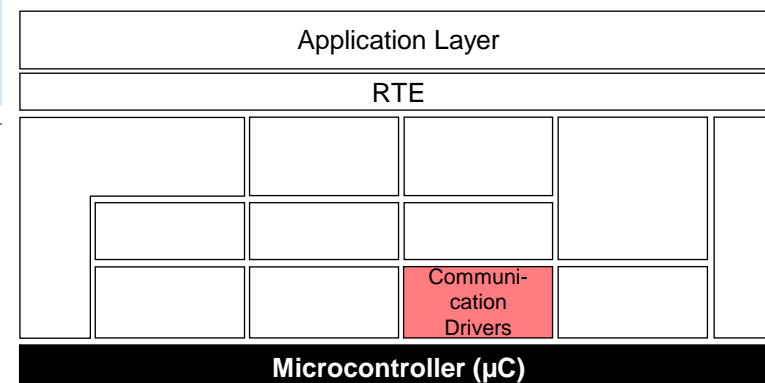 Application Layer
RTE
Communi-
cation
Drivers
Microcontroller (µC)